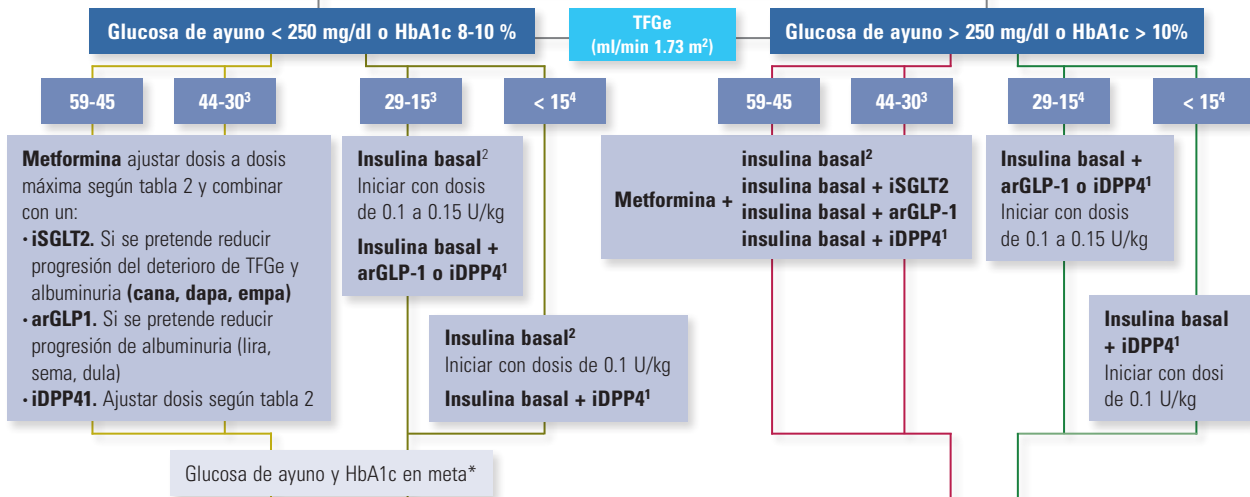 Glucosa de ayuno < 250 mg/dl o HbA1c 8-10 %
TFGe
(ml/min 1.73 m²)
Glucosa de ayuno > 250 mg/dl o HbA1c > 10%
59-45
44-30³
29-15³
< 15⁴
59-45
44-30³
29-15⁴
< 15⁴
Metformina ajustar dosis a dosis
máxima según tabla 2 y combinar
con un:
· iSGLT2. Si se pretende reducir
progresión del deterioro de TFGe y
albuminuria (cana, dapa, empa)
· arGLP1. Si se pretende reducir
progresión de albuminuria (lira,
sema, dula)
· iDPP41. Ajustar dosis según tabla 2
Insulina basal²
Iniciar con dosis
de 0.1 a 0.15 U/kg
Insulina basal +
arGLP-1 o iDPP4¹
Insulina basal²
Iniciar con dosis de 0.1 U/kg
Insulina basal + iDPP4¹
Metformina +
insulina basal²
insulina basal + iSGLT2
insulina basal + arGLP-1
insulina basal + iDPP4¹
Insulina basal +
arGLP-1 o iDPP4¹
Iniciar con dosis
de 0.1 a 0.15 U/kg
Insulina basal
+ iDPP4¹
Iniciar con dosi
de 0.1 U/kg
Glucosa de ayuno y HbA1c en meta*